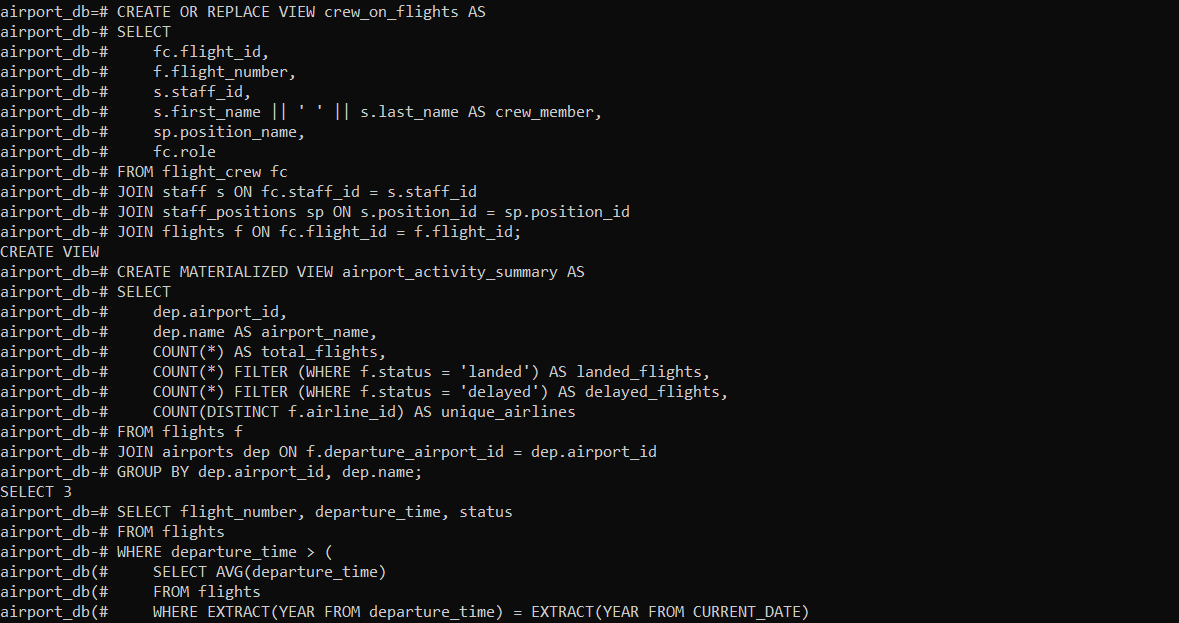 airport_db=# CREATE OR REPLACE VIEW crew_on_flights AS
airport_db-# SELECT
airport_db-#     fc.flight_id,
airport_db-#     f.flight_number,
airport_db-#     s.staff_id,
airport_db-#     s.first_name || ' ' || s.last_name AS crew_member,
airport_db-#     sp.position_name,
airport_db-#     fc.role
airport_db-# FROM flight_crew fc
airport_db-# JOIN staff s ON fc.staff_id = s.staff_id
airport_db-# JOIN staff_positions sp ON s.position_id = sp.position_id
airport_db-# JOIN flights f ON fc.flight_id = f.flight_id;
CREATE VIEW
airport_db=# CREATE MATERIALIZED VIEW airport_activity_summary AS
airport_db-# SELECT
airport_db-#     dep.airport_id,
airport_db-#     dep.name AS airport_name,
airport_db-#     COUNT(*) AS total_flights,
airport_db-#     COUNT(*) FILTER (WHERE f.status = 'landed') AS landed_flights,
airport_db-#     COUNT(*) FILTER (WHERE f.status = 'delayed') AS delayed_flights,
airport_db-#     COUNT(DISTINCT f.airline_id) AS unique_airlines
airport_db-# FROM flights f
airport_db-# JOIN airports dep ON f.departure_airport_id = dep.airport_id
airport_db-# GROUP BY dep.airport_id, dep.name;
SELECT 3
airport_db=# SELECT flight_number, departure_time, status
airport_db-# FROM flights
airport_db-# WHERE departure_time > (
airport_db(#     SELECT AVG(departure_time)
airport_db(#     FROM flights
airport_db(#     WHERE EXTRACT(YEAR FROM departure_time) = EXTRACT(YEAR FROM CURRENT_DATE)